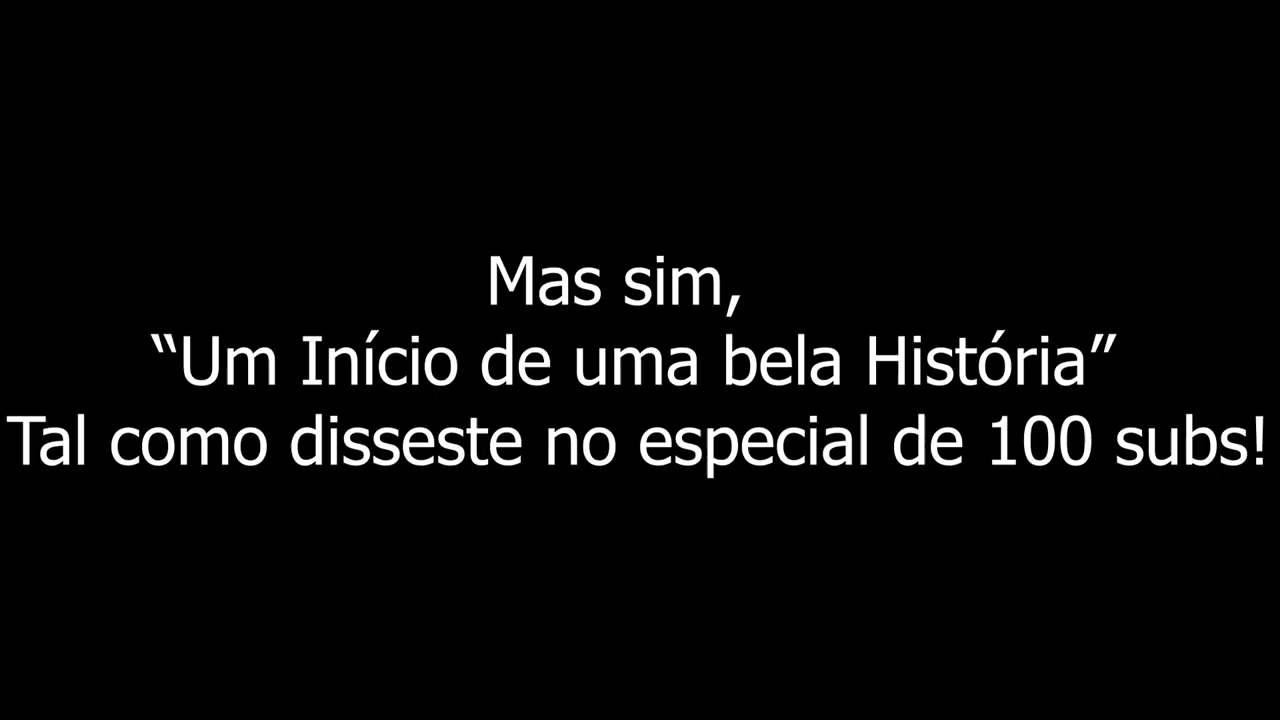 Mas sim,
“Um Início de uma bela História”
Tal como disseste no especial de 100 subs!